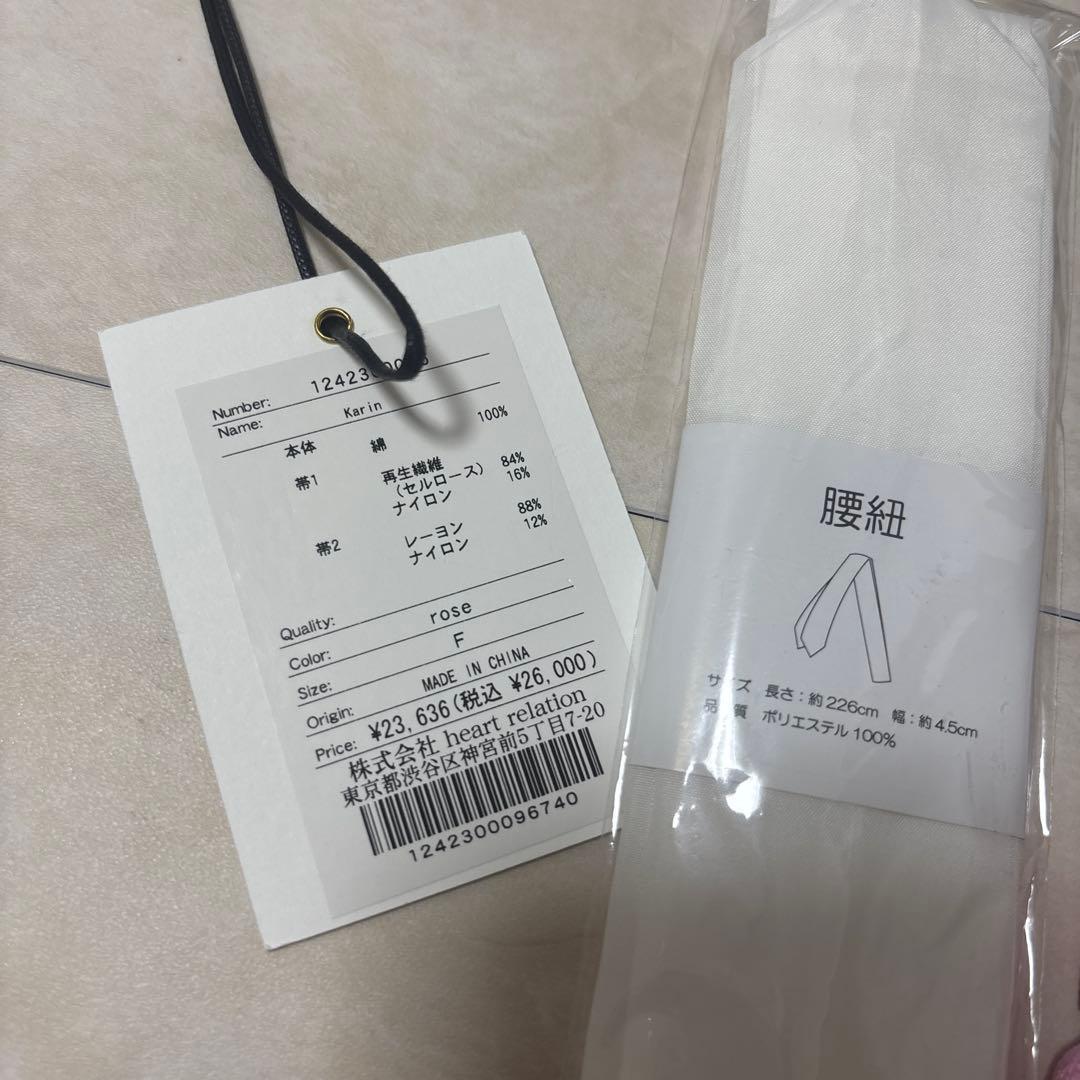 Number:
Name: Karin
本体 綿 100%
帯1 再生繊維 84%
(セルロース)
ナイロン 16%
帯2 レーヨン 88%
ナイロン 12%
Quality:
Color: rose
Size: F
Origin: MADE IN CHINA
Price: ¥23,636(税込 ¥26,000)
株式会社 heart relation
東京都渋谷区神宮前5丁目7-20
1242300096740
腰紐
サイズ 長さ:約226cm 幅:約4.5cm
品 質 ポリエステル100%